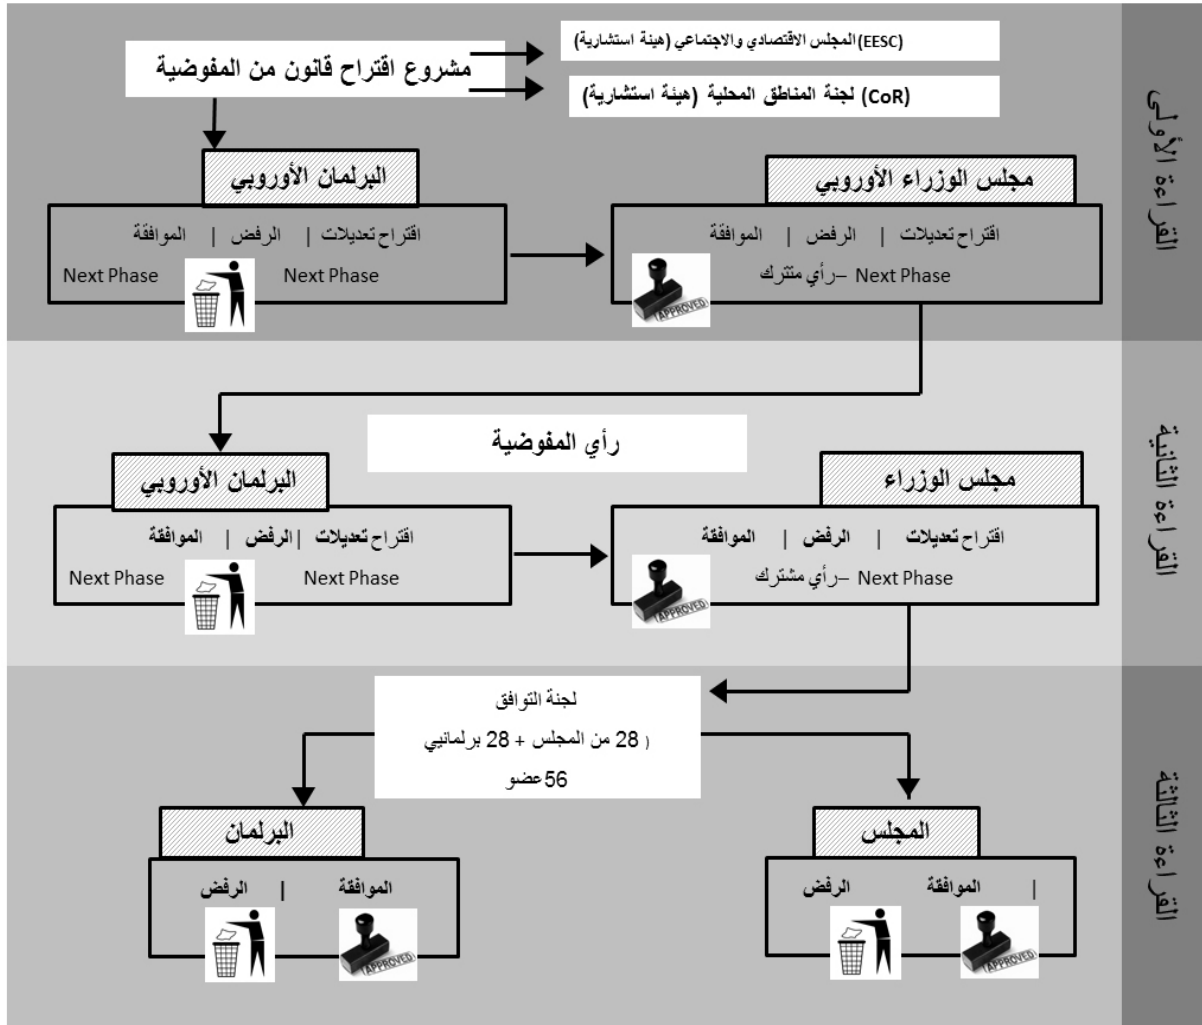 (EESC) المجلس الاقتصادي والاجتماعي (هيئة استشارية)
مشروع اقتراح قانون من المفوضية
(CoR) لجنة المناطق المحلية (هيئة استشارية)
القراءة الأولى
البرلمان الأوروبي
اقتراح تعديلات | الرفض | الموافقة
Next Phase
Next Phase
مجلس الوزراء الأوروبي
اقتراح تعديلات | الرفض | الموافقة
Next Phase – رأي متترك
APPROVED
القراءة الثانية
رأي المفوضية
البرلمان الأوروبي
اقتراح تعديلات | الرفض | الموافقة
Next Phase
Next Phase
مجلس الوزراء
اقتراح تعديلات | الرفض | الموافقة
Next Phase – رأي مشترك
APPROVED
القراءة الثالثة
لجنة التوافق
( 28 من المجلس + 28 برلمانيي
56 عضو
المجلس
| الموافقة الرفض
APPROVED
البرلمان
الموافقة | الرفض
APPROVED